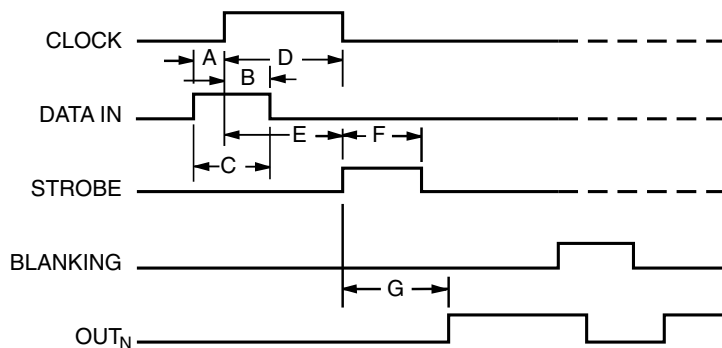 CLOCK
A D
B
DATA IN
E F
C
STROBE
BLANKING
G
OUTN